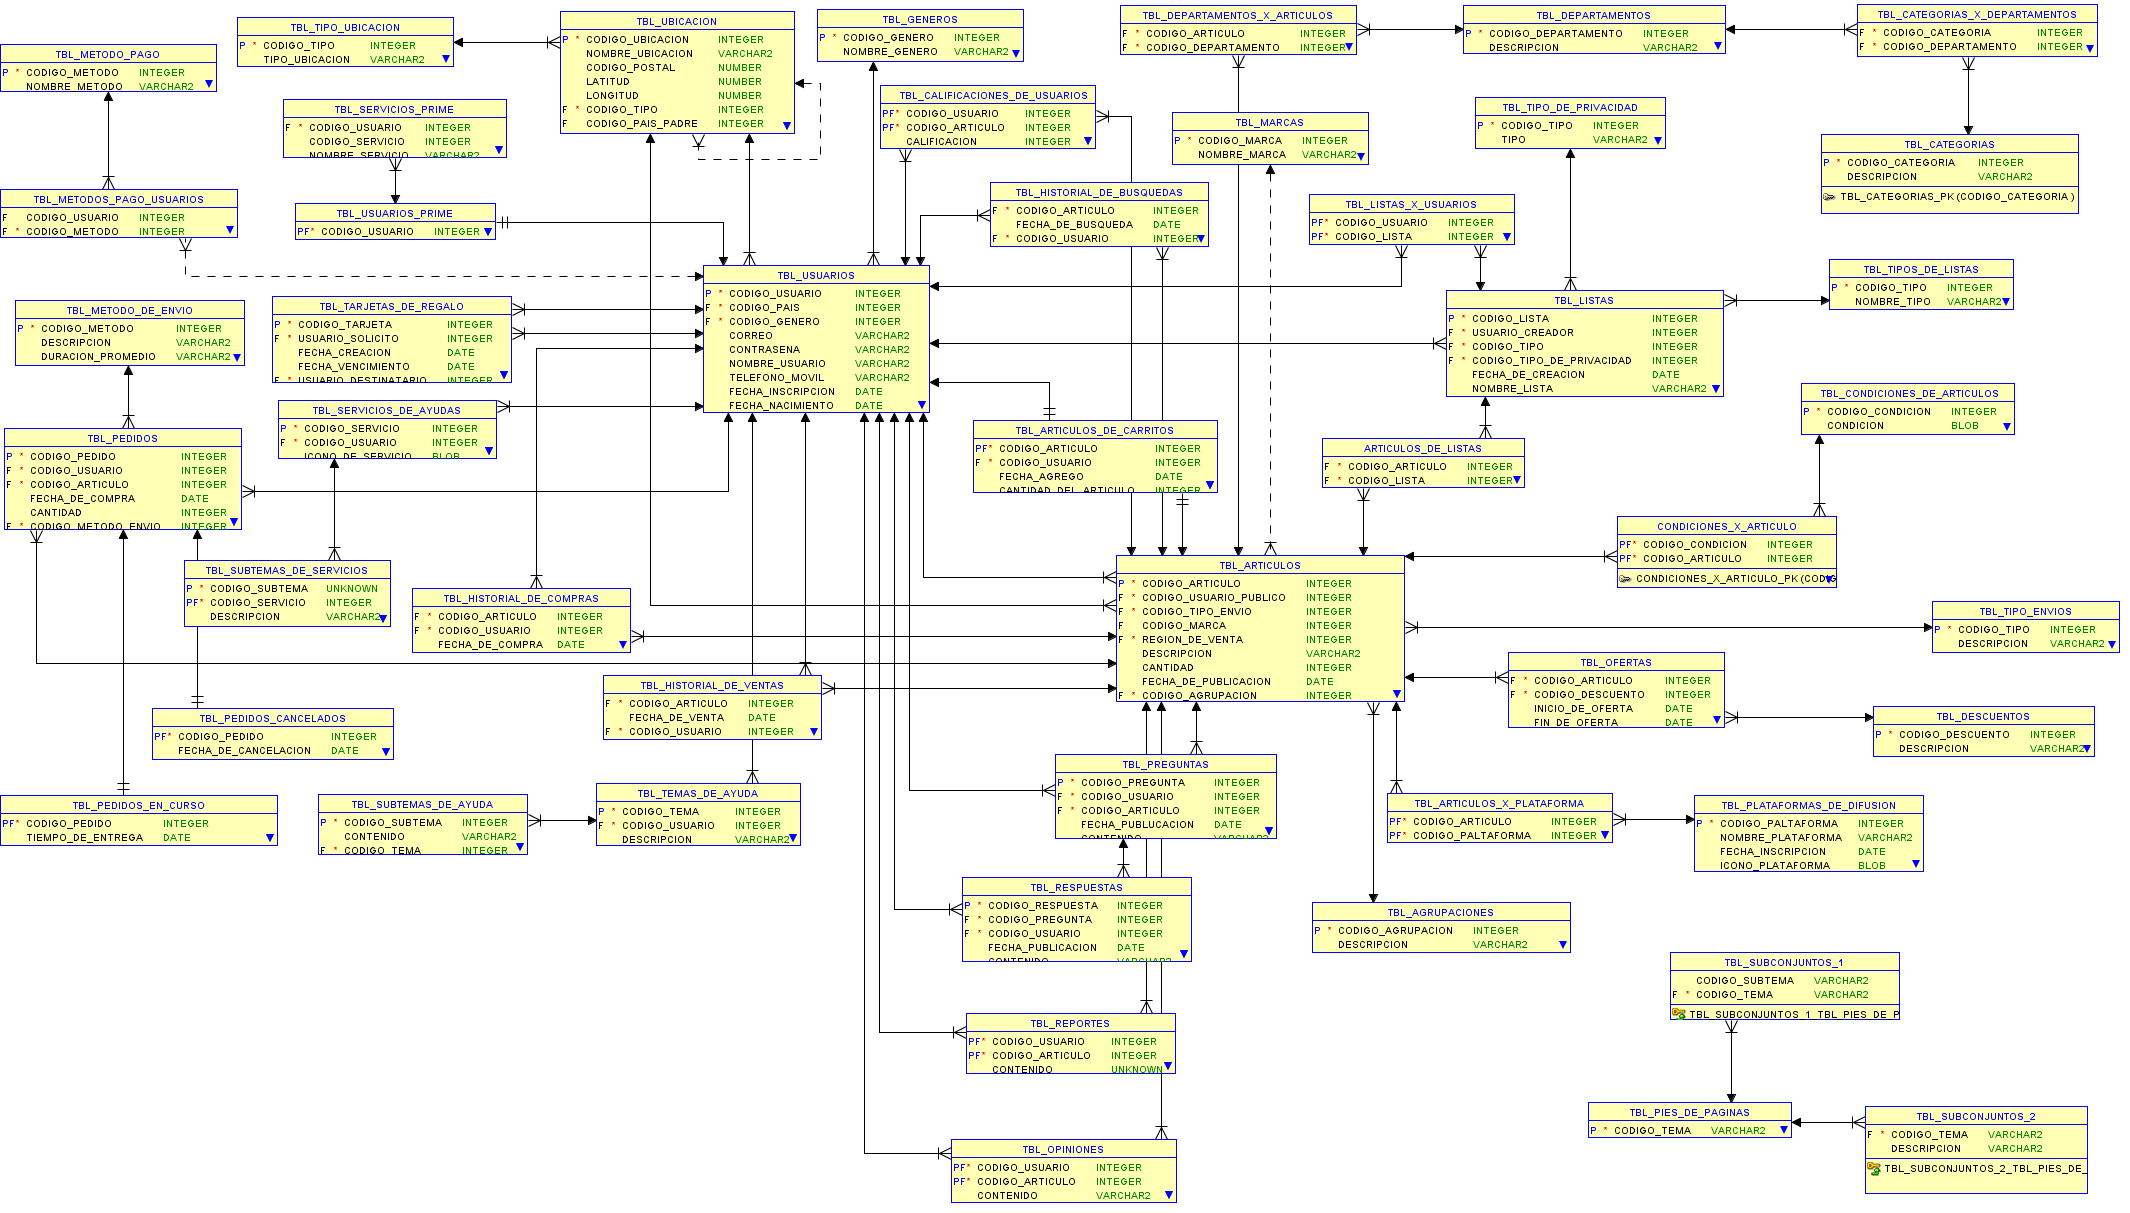 TBL_METODO_PAGO
P * CODIGO_METODO INTEGER
NOMBRE_METODO VARCHAR2
TBL_TIPO_UBICACION
P * CODIGO_TIPO INTEGER
TIPO_UBICACION VARCHAR2
TBL_UBICACION
P * CODIGO_UBICACION INTEGER
NOMBRE_UBICACION VARCHAR2
CODIGO_POSTAL NUMBER
LATITUD NUMBER
LONGITUD NUMBER
F * CODIGO_TIPO INTEGER
F CODIGO_PAIS_PADRE INTEGER
TBL_GENEROS
P * CODIGO_GENERO INTEGER
NOMBRE_GENERO VARCHAR2
TBL_DEPARTAMENTOS_X_ARTICULOS
F * CODIGO_ARTICULO INTEGER
F * CODIGO_DEPARTAMENTO INTEGER
TBL_DEPARTAMENTOS
P * CODIGO_DEPARTAMENTO INTEGER
DESCRIPCION VARCHAR2
TBL_CATEGORIAS_X_DEPARTAMENTOS
F * CODIGO_CATEGORIA INTEGER
F * CODIGO_DEPARTAMENTO INTEGER
TBL_SERVICIOS_PRIME
F * CODIGO_USUARIO INTEGER
CODIGO_SERVICIO INTEGER
NOMBRE_SERVICIO VARCHAR2
TBL_CALIFICACIONES_DE_USUARIOS
PF* CODIGO_USUARIO INTEGER
PF* CODIGO_ARTICULO INTEGER
CALIFICACION INTEGER
TBL_MARCAS
P * CODIGO_MARCA INTEGER
NOMBRE_MARCA VARCHAR2
TBL_TIPO_DE_PRIVACIDAD
P * CODIGO_TIPO INTEGER
TIPO VARCHAR2
TBL_CATEGORIAS
P * CODIGO_CATEGORIA INTEGER
DESCRIPCION VARCHAR2
TBL_CATEGORIAS_PK (CODIGO_CATEGORIA )
TBL_METODOS_PAGO_USUARIOS
F CODIGO_USUARIO INTEGER
F * CODIGO_METODO INTEGER
TBL_USUARIOS_PRIME
PF* CODIGO_USUARIO INTEGER
TBL_HISTORIAL_DE_BUSQUEDAS
F * CODIGO_ARTICULO INTEGER
FECHA_DE_BUSQUEDA DATE
F * CODIGO_USUARIO INTEGER
TBL_LISTAS_X_USUARIOS
PF* CODIGO_USUARIO INTEGER
PF* CODIGO_LISTA INTEGER
TBL_USUARIOS
P * CODIGO_USUARIO INTEGER
F * CODIGO_PAIS INTEGER
F * CODIGO_GENERO INTEGER
CORREO VARCHAR2
CONTRASENA VARCHAR2
NOMBRE_USUARIO VARCHAR2
TELEFONO_MOVIL VARCHAR2
FECHA_INSCRIPCION DATE
FECHA_NACIMIENTO DATE
TBL_TIPOS_DE_LISTAS
P * CODIGO_TIPO INTEGER
NOMBRE_TIPO VARCHAR2
TBL_LISTAS
P * CODIGO_LISTA INTEGER
F * USUARIO_CREADOR INTEGER
F * CODIGO_TIPO INTEGER
F * CODIGO_TIPO_DE_PRIVACIDAD INTEGER
FECHA_DE_CREACION DATE
NOMBRE_LISTA VARCHAR2
TBL_METODO_DE_ENVIO
P * CODIGO_METODO INTEGER
DESCRIPCION VARCHAR2
DURACION_PROMEDIO VARCHAR2
TBL_TARJETAS_DE_REGALO
P * CODIGO_TARJETA INTEGER
F * USUARIO_SOLICITO INTEGER
FECHA_CREACION DATE
FECHA_VENCIMIENTO DATE
F * USUARIO_DESTINATARIO INTEGER
TBL_SERVICIOS_DE_AYUDAS
P * CODIGO_SERVICIO INTEGER
F * CODIGO_USUARIO INTEGER
ICONO_DE_SERVICIO BLOB
TBL_CONDICIONES_DE_ARTICULOS
P * CODIGO_CONDICION INTEGER
CONDICION BLOB
TBL_PEDIDOS
P * CODIGO_PEDIDO INTEGER
F * CODIGO_USUARIO INTEGER
F * CODIGO_ARTICULO INTEGER
FECHA_DE_COMPRA DATE
CANTIDAD INTEGER
F * CODIGO_METODO_ENVIO INTEGER
TBL_ARTICULOS_DE_CARRITOS
PF* CODIGO_ARTICULO INTEGER
F * CODIGO_USUARIO INTEGER
FECHA_AGREGO DATE
CANTIDAD_DEL_ARTICULO INTEGER
ARTICULOS_DE_LISTAS
F * CODIGO_ARTICULO INTEGER
F * CODIGO_LISTA INTEGER
CONDICIONES_X_ARTICULO
PF* CODIGO_CONDICION INTEGER
PF* CODIGO_ARTICULO INTEGER
CONDICIONES_X_ARTICULO_PK (CODIG
TBL_SUBTEMAS_DE_SERVICIOS
P * CODIGO_SUBTEMA UNKNOWN
PF* CODIGO_SERVICIO INTEGER
DESCRIPCION VARCHAR2
TBL_HISTORIAL_DE_COMPRAS
F * CODIGO_ARTICULO INTEGER
F * CODIGO_USUARIO INTEGER
FECHA_DE_COMPRA DATE
TBL_ARTICULOS
P * CODIGO_ARTICULO INTEGER
F * CODIGO_USUARIO_PUBLICO INTEGER
F * CODIGO_TIPO_ENVIO INTEGER
F CODIGO_MARCA INTEGER
F * REGION_DE_VENTA INTEGER
DESCRIPCION VARCHAR2
CANTIDAD INTEGER
FECHA_DE_PUBLICACION DATE
F * CODIGO_AGRUPACION INTEGER
TBL_TIPO_ENVIOS
P * CODIGO_TIPO INTEGER
DESCRIPCION VARCHAR2
TBL_OFERTAS
F * CODIGO_ARTICULO INTEGER
F * CODIGO_DESCUENTO INTEGER
INICIO_DE_OFERTA DATE
FIN_DE_OFERTA DATE
TBL_HISTORIAL_DE_VENTAS
F * CODIGO_ARTICULO INTEGER
FECHA_DE_VENTA DATE
F * CODIGO_USUARIO INTEGER
TBL_PEDIDOS_CANCELADOS
PF* CODIGO_PEDIDO INTEGER
FECHA_DE_CANCELACION DATE
TBL_DESCUENTOS
P * CODIGO_DESCUENTO INTEGER
DESCRIPCION VARCHAR2
TBL_PREGUNTAS
P * CODIGO_PREGUNTA INTEGER
F * CODIGO_USUARIO INTEGER
F * CODIGO_ARTICULO INTEGER
FECHA_PUBLUCACION DATE
CONTENIDO VARCHAR2
TBL_PEDIDOS_EN_CURSO
PF* CODIGO_PEDIDO INTEGER
TIEMPO_DE_ENTREGA DATE
TBL_SUBTEMAS_DE_AYUDA
P * CODIGO_SUBTEMA INTEGER
CONTENIDO VARCHAR2
F * CODIGO_TEMA INTEGER
TBL_TEMAS_DE_AYUDA
P * CODIGO_TEMA INTEGER
F * CODIGO_USUARIO INTEGER
DESCRIPCION VARCHAR2
TBL_ARTICULOS_X_PLATAFORMA
PF* CODIGO_ARTICULO INTEGER
PF* CODIGO_PALTAFORMA INTEGER
TBL_PLATAFORMAS_DE_DIFUSION
P * CODIGO_PALTAFORMA INTEGER
NOMBRE_PLATAFORMA VARCHAR2
FECHA_INSCRIPCION DATE
ICONO_PLATAFORMA BLOB
TBL_RESPUESTAS
P * CODIGO_RESPUESTA INTEGER
F * CODIGO_PREGUNTA INTEGER
F * CODIGO_USUARIO INTEGER
FECHA_PUBLICACION DATE
CONTENIDO VARCHAR2
TBL_AGRUPACIONES
P * CODIGO_AGRUPACION INTEGER
DESCRIPCION VARCHAR2
TBL_SUBCONJUNTOS_1
CODIGO_SUBTEMA VARCHAR2
F * CODIGO_TEMA VARCHAR2
TBL_SUBCONJUNTOS_1_TBL_PIES_DE_P
TBL_REPORTES
PF* CODIGO_USUARIO INTEGER
PF* CODIGO_ARTICULO INTEGER
CONTENIDO UNKNOWN
TBL_PIES_DE_PAGINAS
P * CODIGO_TEMA VARCHAR2
TBL_SUBCONJUNTOS_2
F * CODIGO_TEMA VARCHAR2
DESCRIPCION VARCHAR2
TBL_SUBCONJUNTOS_2_TBL_PIES_DE_
TBL_OPINIONES
PF* CODIGO_USUARIO INTEGER
PF* CODIGO_ARTICULO INTEGER
CONTENIDO VARCHAR2